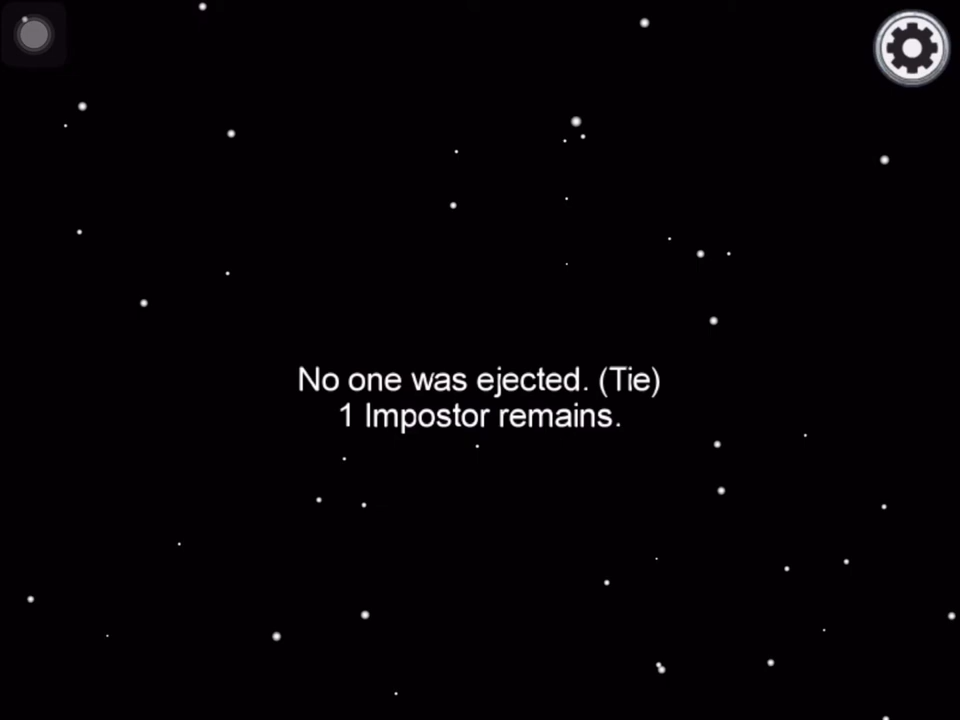 No one was ejected. (Tie)
1 Impostor remains.